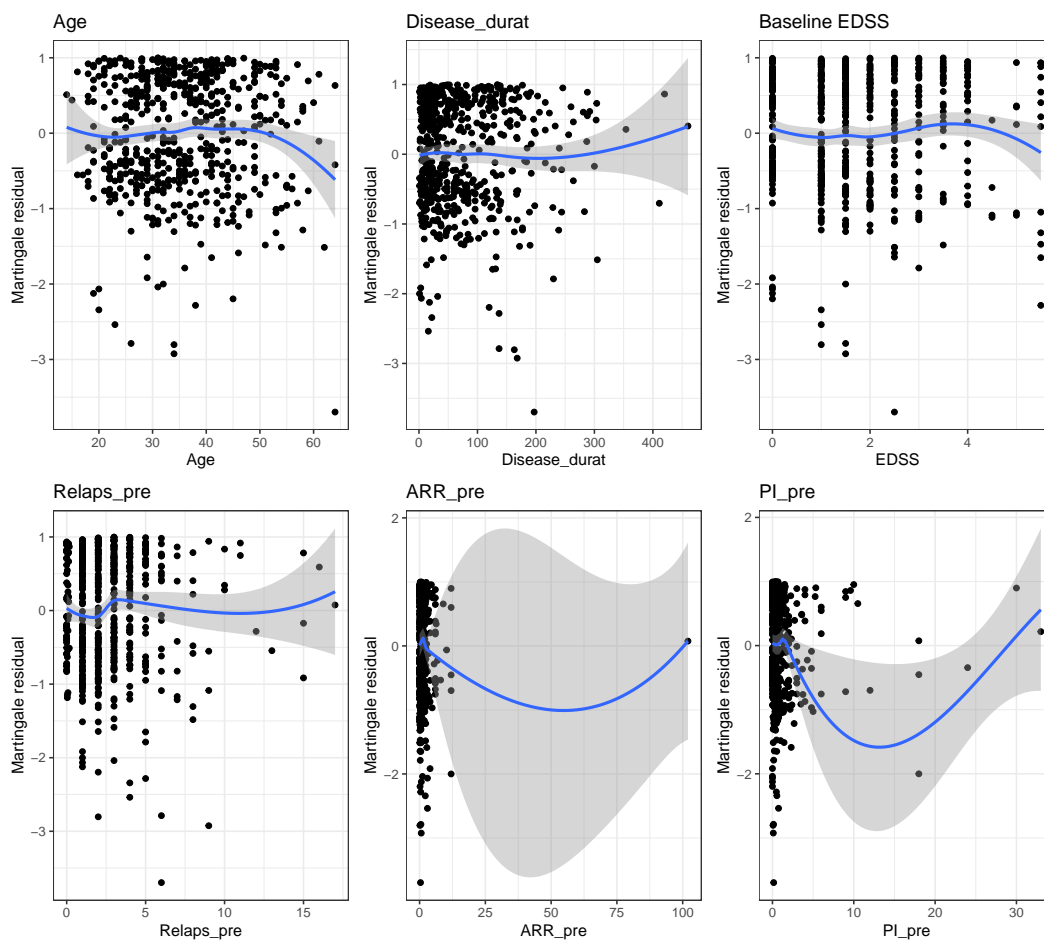 Age
Disease_durat
Baseline EDSS
1
0
−1
−2
−3
Martingale residual
20
30
40
50
60
Age
1
0
−1
−2
−3
Martingale residual
0
100
200
300
400
Disease_durat
1
0
−1
−2
−3
Martingale residual
0
2
4
EDSS
Relaps_pre
ARR_pre
PI_pre
1
0
−1
−2
−3
Martingale residual
0
5
10
15
Relaps_pre
2
0
−2
Martingale residual
0
25
50
75
100
ARR_pre
2
0
−2
Martingale residual
0
10
20
30
PI_pre